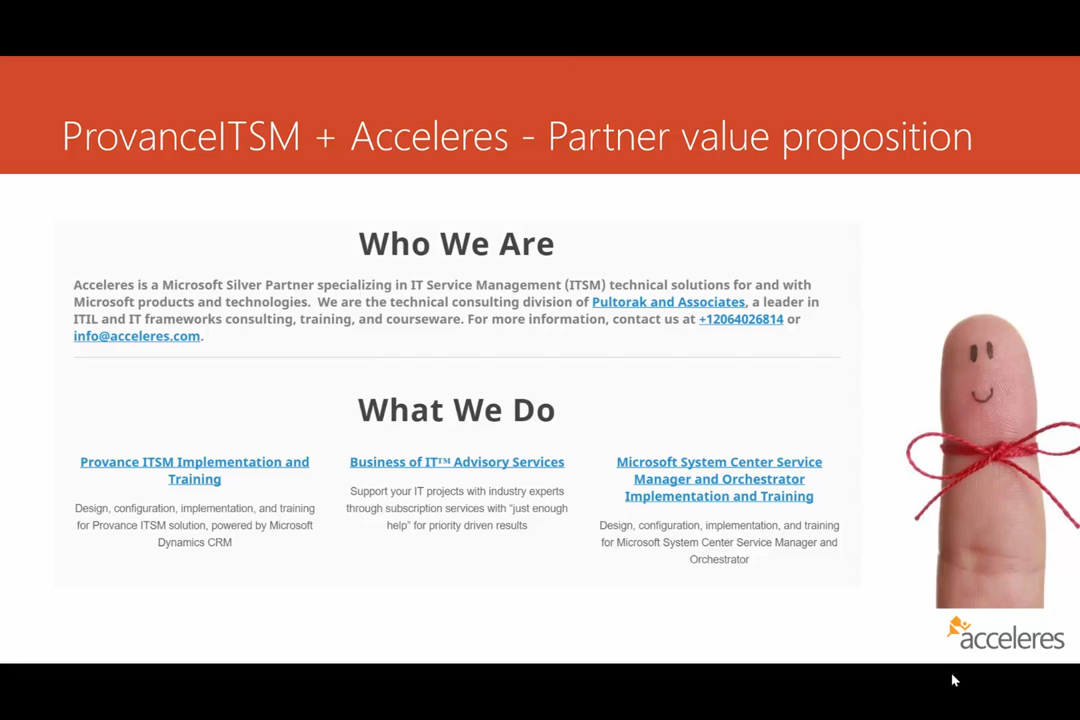 ProvanceITSM + Acceleres - Partner value proposition
Who We Are
Acceleres is a Microsoft Silver Partner specializing in IT Service Management (ITSM) technical solutions for and with
Microsoft products and technologies.  We are the technical consulting division of Pultorak and Associates, a leader in
ITIL and IT frameworks consulting, training, and courseware. For more information, contact us at +12064026814 or
info@acceleres.com.
What We Do
Provance ITSM Implementation and
Training
Design, configuration, implementation, and training
for Provance ITSM solution, powered by Microsoft
Dynamics CRM
Business of IT™ Advisory Services
Support your IT projects with industry experts
through subscription services with “just enough
help” for priority driven results
Microsoft System Center Service
Manager and Orchestrator
Implementation and Training
Design, configuration, implementation, and training
for Microsoft System Center Service Manager and
Orchestrator
acceleres